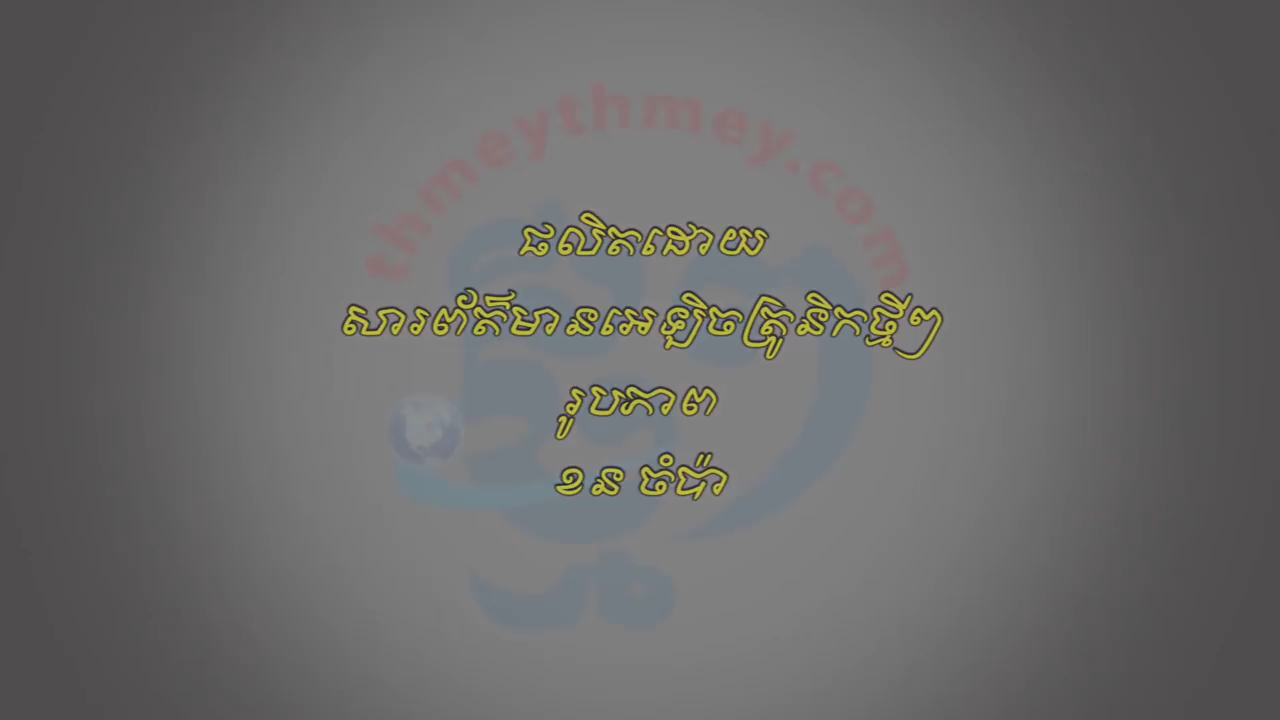 thmeythmey.com
ផលិតដោយ
សារព័ត៌មានអេឡិចត្រូនិកថ្មីៗ
រូបភាព
ខន ចំប៉ា